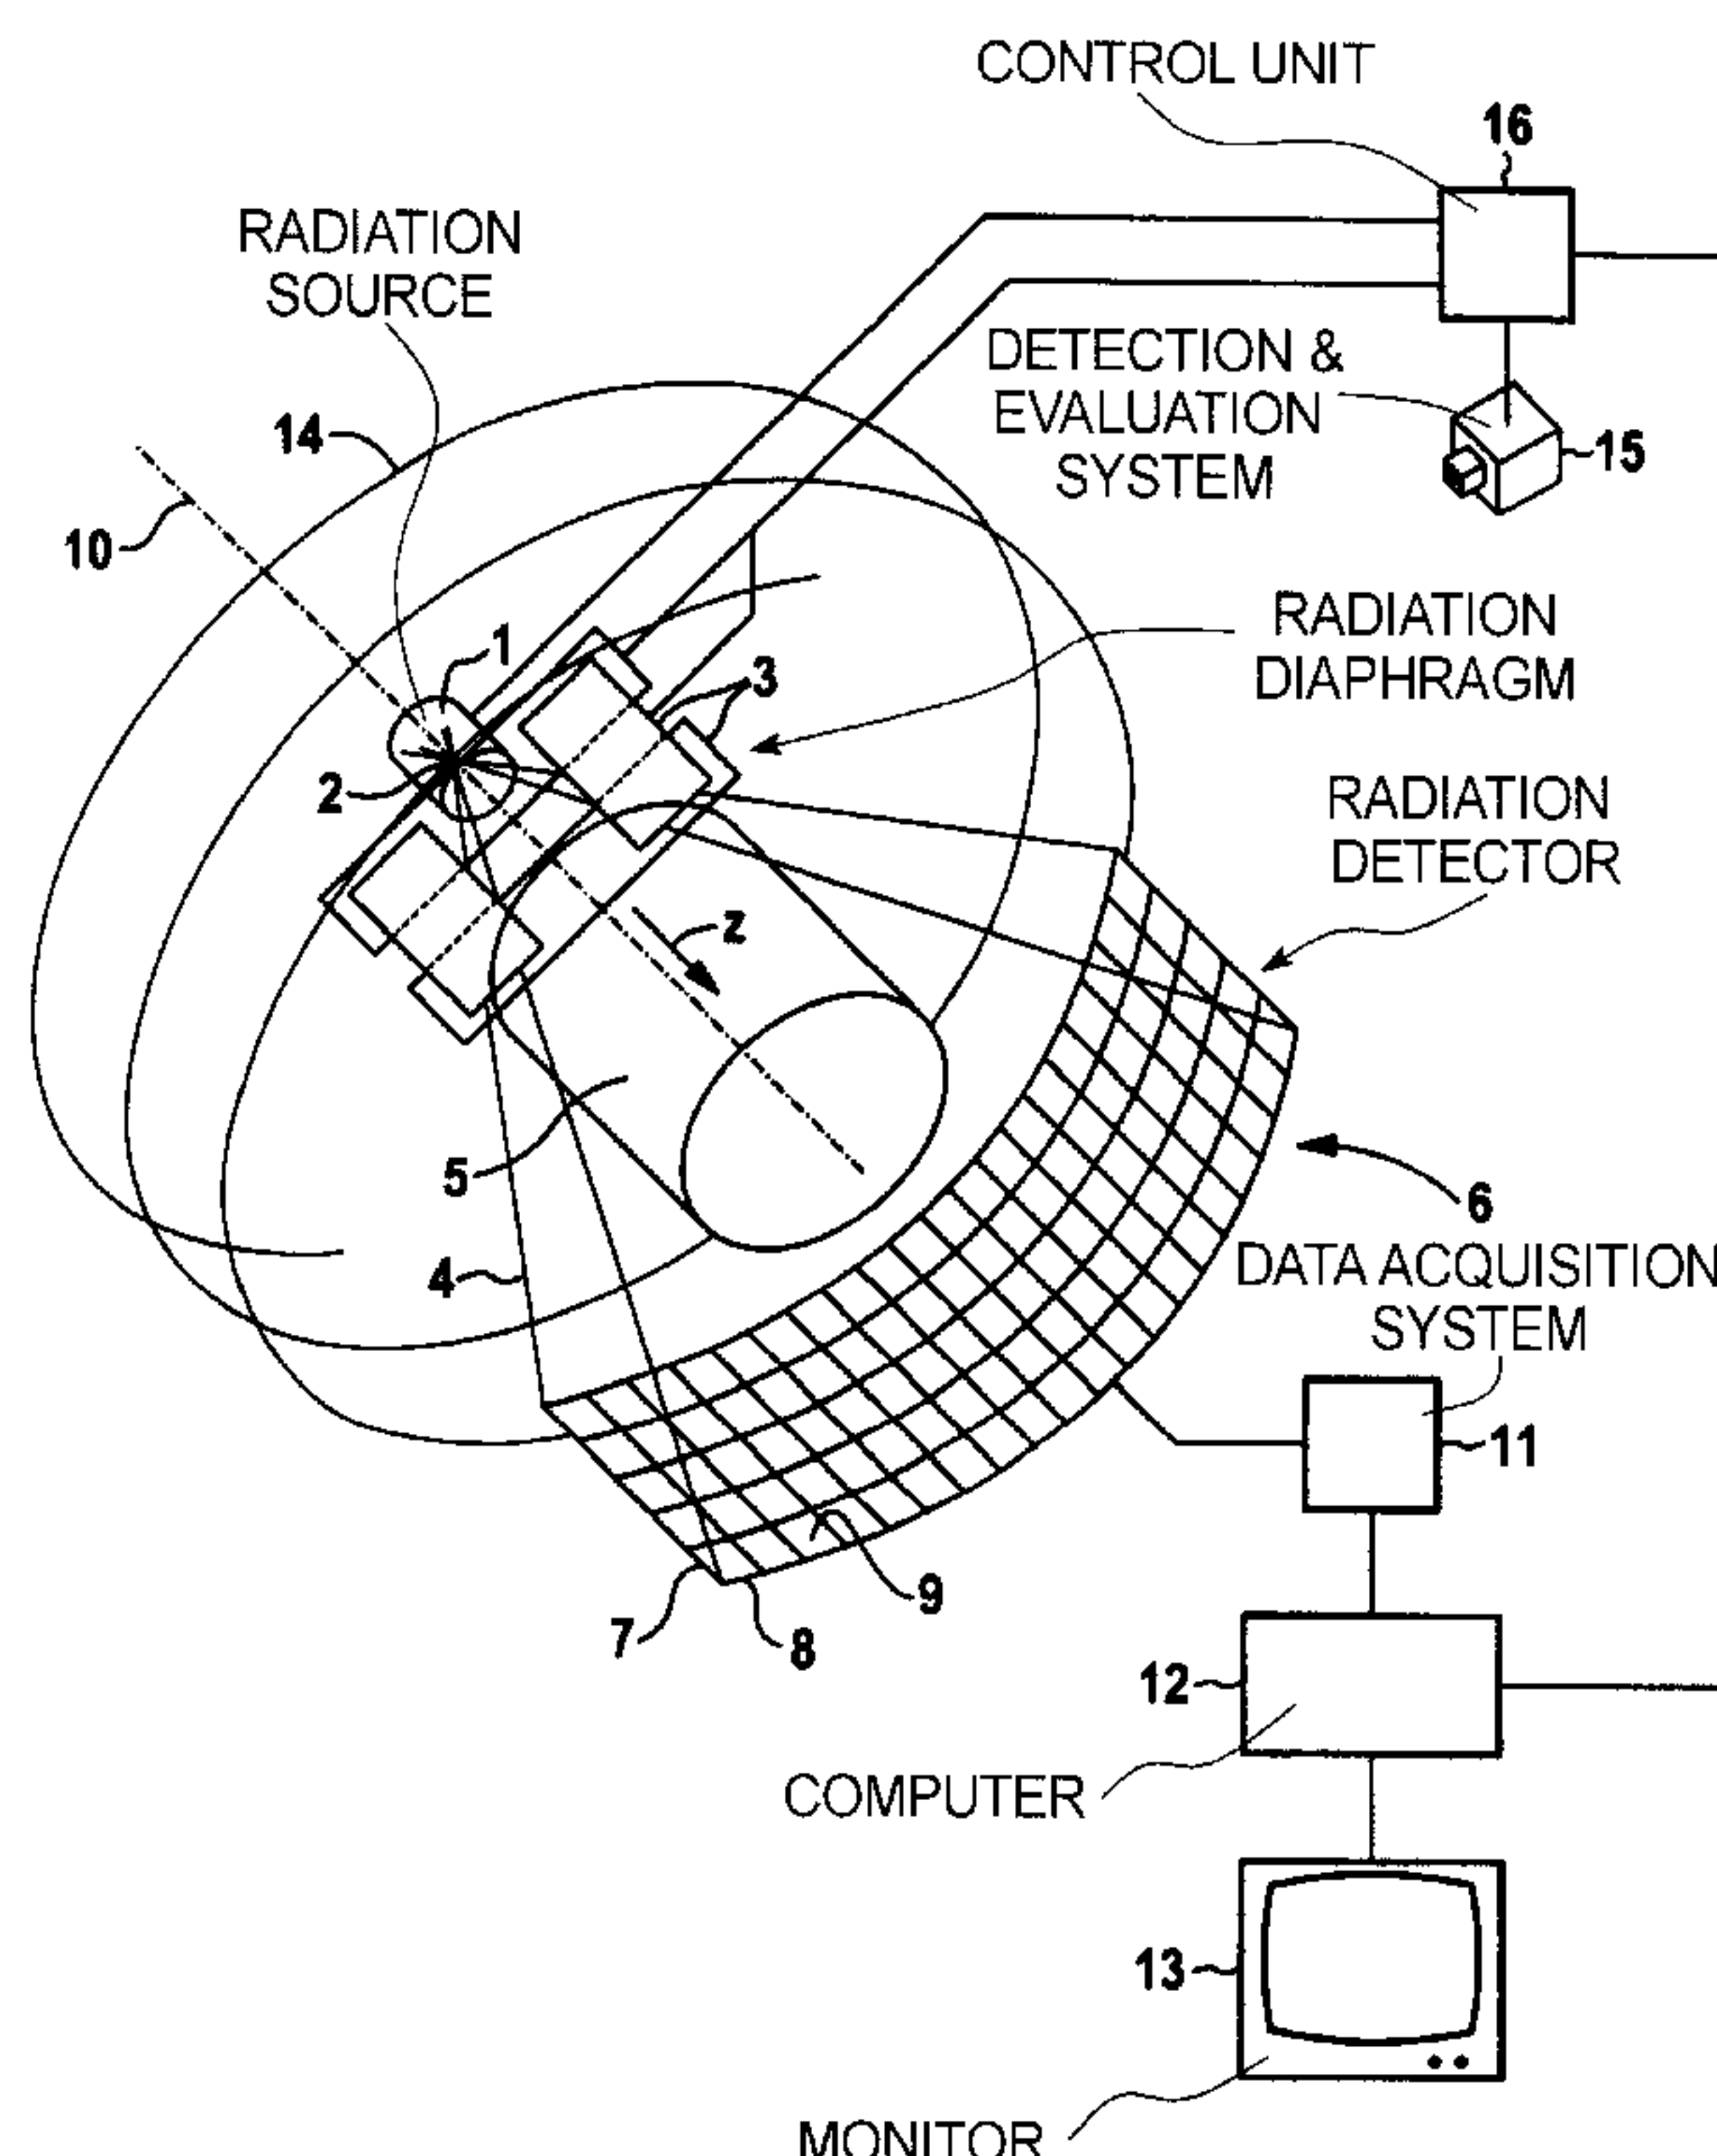 CONTROL UNIT
16
RADIATION
SOURCE
DETECTION &
EVALUATION
SYSTEM
14
15
10
RADIATION
DIAPHRAGM
1
3
2
RADIATION
DETECTOR
z
5
6
4
DATA ACQUISITION
SYSTEM
11
9
7
8
12
COMPUTER
13
MONITOR